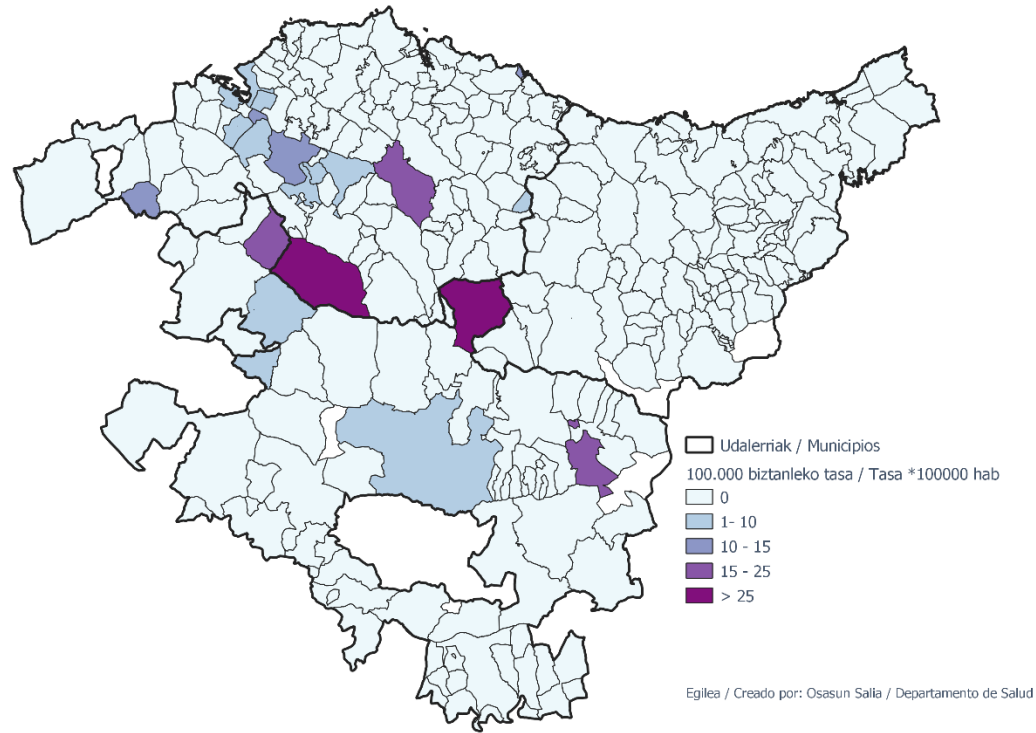 Udalerriak / Municipios
100.000 biztanleko tasa / Tasa *100000 hab
0
1- 10
10 - 15
15 - 25
> 25
Egilea / Creado por: Osasun Salia / Departamento de Salud